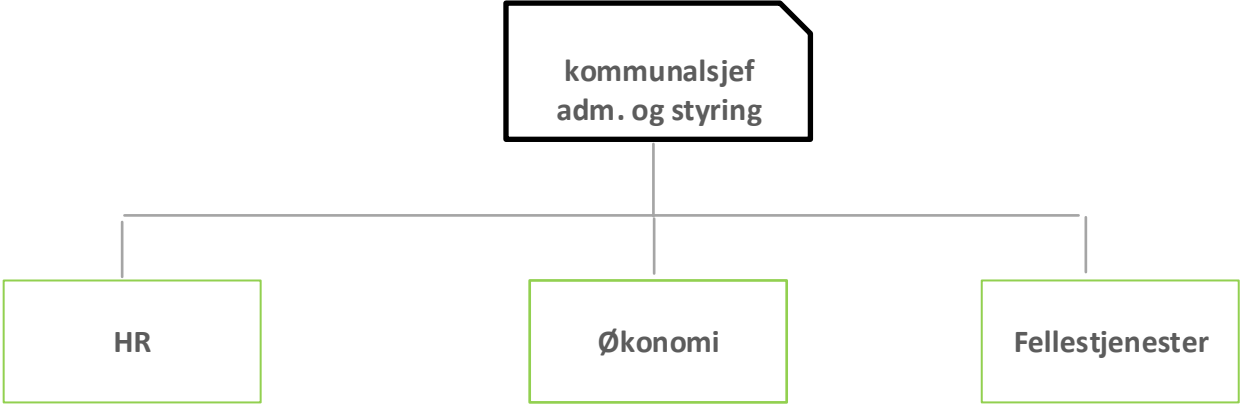 kommunalsjef
adm. og styring
HR
Økonomi
Fellestjenester